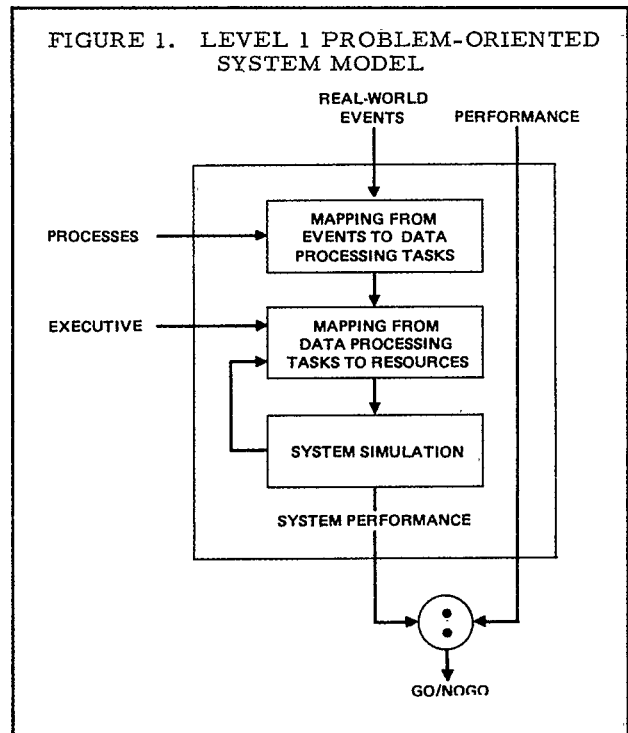 FIGURE 1. LEVEL 1 PROBLEM-ORIENTED
SYSTEM MODEL
REAL-WORLD
EVENTS
PERFORMANCE
MAPPING FROM
EVENTS TO DATA
PROCESSING TASKS
PROCESSES
EXECUTIVE
MAPPING FROM
DATA PROCESSING
TASKS TO RESOURCES
SYSTEM SIMULATION
SYSTEM PERFORMANCE
GO/NOGO